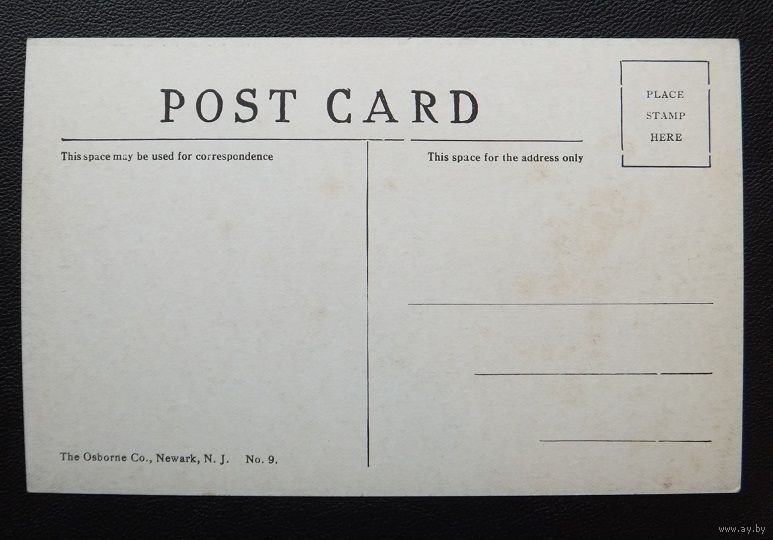 POST CARD
PLACE
STAMP
HERE
This space may be used for correspondence
This space for the address only
The Osborne Co., Newark, N. J. No. 9.
www.ay.by